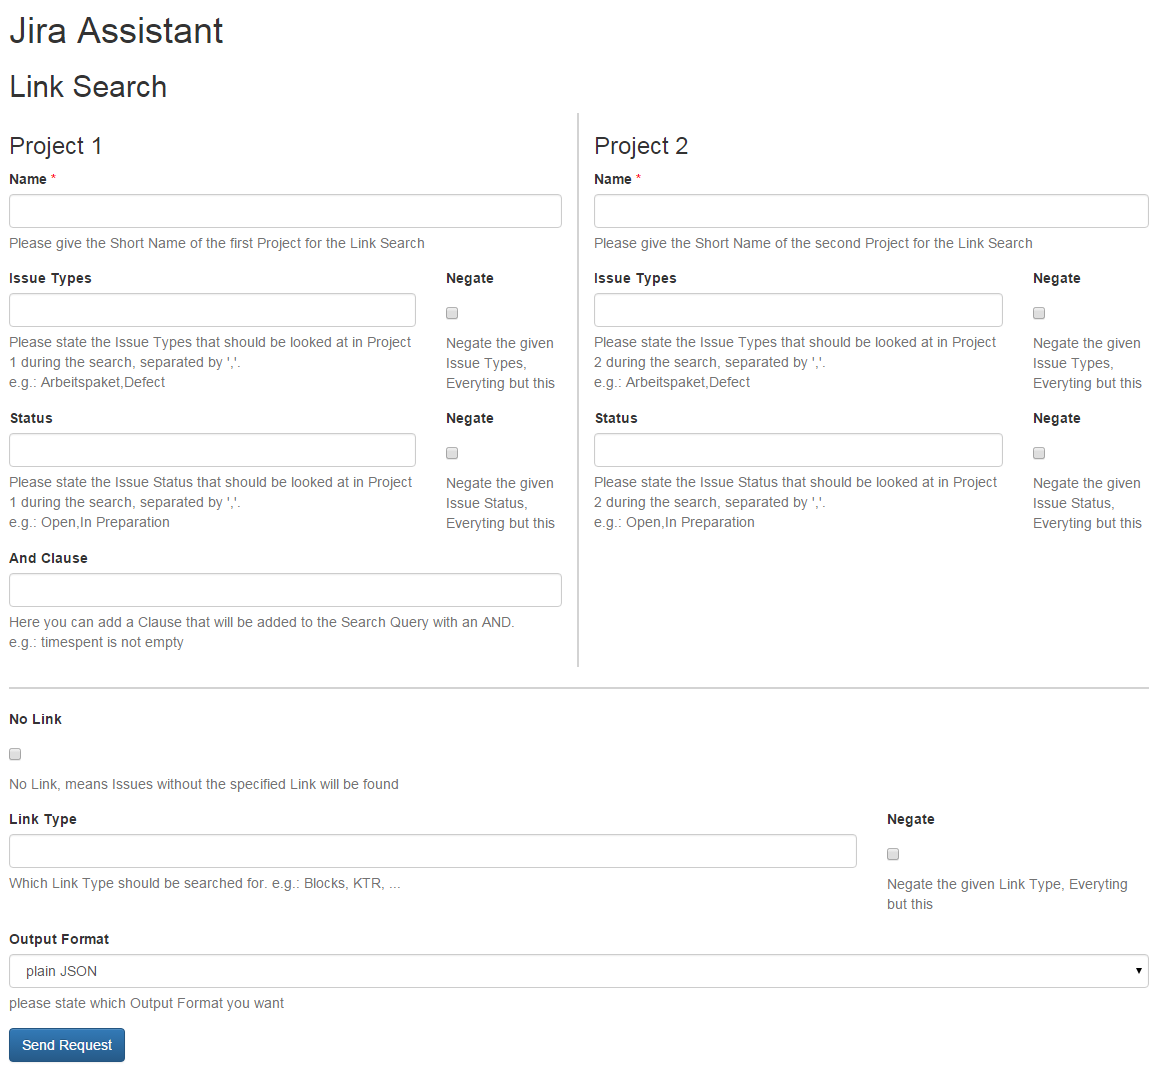 Jira Assistant
Link Search
Project 1
Name *
Please give the Short Name of the first Project for the Link Search
Issue Types
Negate
Please state the Issue Types that should be looked at in Project
1 during the search, separated by ','.
e.g.: Arbeitspaket,Defect
Negate the given
Issue Types,
Everyting but this
Status
Negate
Please state the Issue Status that should be looked at in Project
1 during the search, separated by ','.
e.g.: Open,In Preparation
Negate the given
Issue Status,
Everyting but this
And Clause
Here you can add a Clause that will be added to the Search Query with an AND.
e.g.: timespent is not empty
Project 2
Name *
Please give the Short Name of the second Project for the Link Search
Issue Types
Negate
Please state the Issue Types that should be looked at in Project
2 during the search, separated by ','.
e.g.: Arbeitspaket,Defect
Negate the given
Issue Types,
Everyting but this
Status
Negate
Please state the Issue Status that should be looked at in Project
2 during the search, separated by ','.
e.g.: Open,In Preparation
Negate the given
Issue Status,
Everyting but this
No Link
No Link, means Issues without the specified Link will be found
Link Type
Negate
Which Link Type should be searched for. e.g.: Blocks, KTR, ...
Negate the given Link Type, Everyting
but this
Output Format
plain JSON
please state which Output Format you want
Send Request